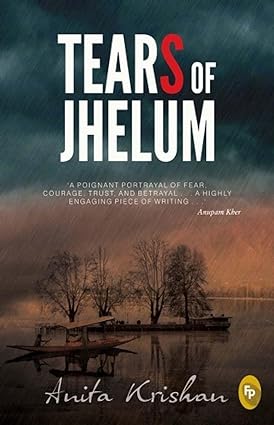 TEARS OF
JHELUM
'A POIGNANT PORTRAYAL OF FEAR,
COURAGE, TRUST, AND BETRAYAL . . . A HIGHLY
ENGAGING PIECE OF WRITING . . .'
Anupam Kher
Anita Krishan
FP